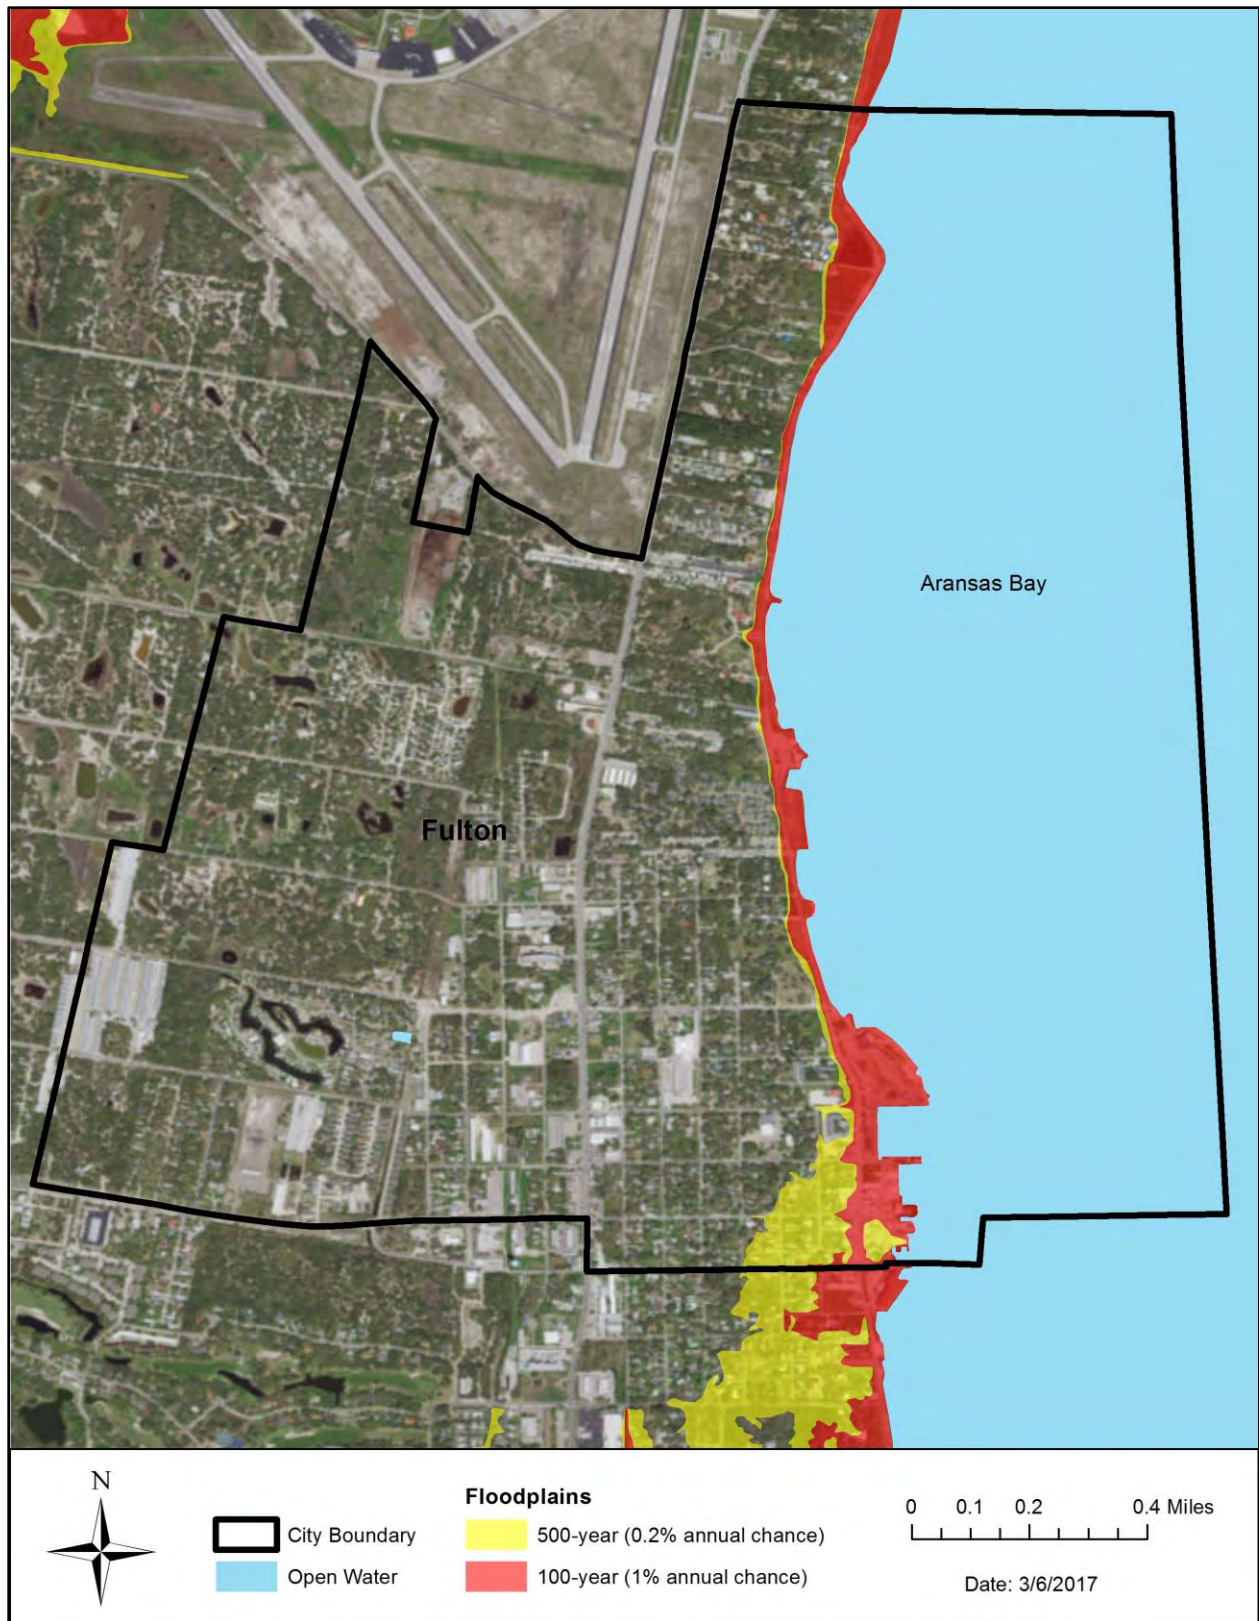 Aransas Bay
Fulton
N
City Boundary
Open Water
Floodplains
500-year (0.2% annual chance)
100-year (1% annual chance)
0 0.1 0.2 0.4 Miles
Date: 3/6/2017